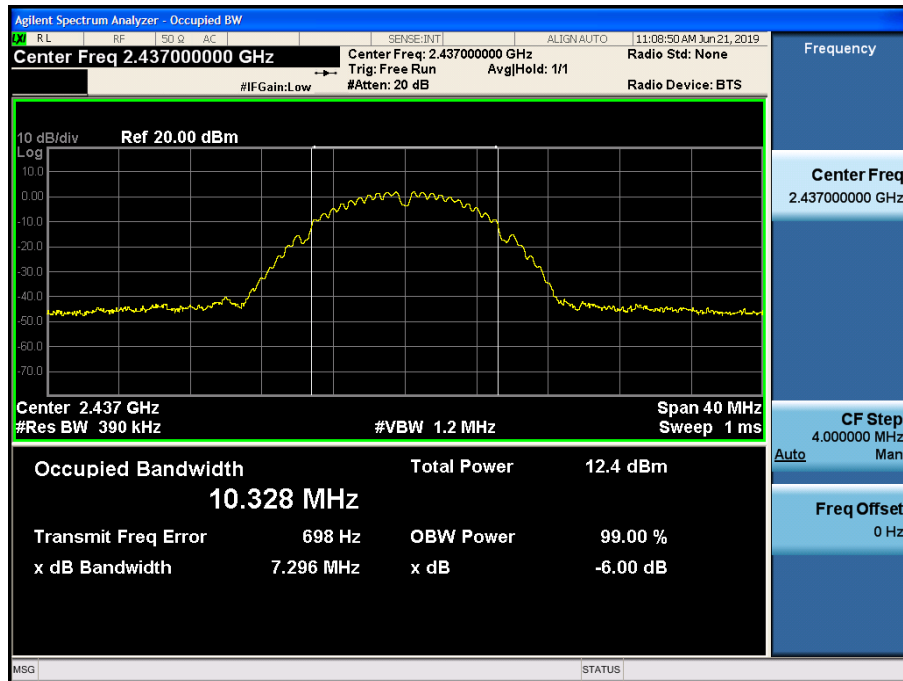 Agilent Spectrum Analyzer - Occupied BW
LXI RL RF 50 Ω AC SENSE:INT ALIGN AUTO 11:08:50 AM Jun 21, 2019
Center Freq 2.437000000 GHz
Center Freq: 2.437000000 GHz Radio Std: None
Trig: Free Run Avg|Hold: 1/1
#IFGain:Low #Atten: 20 dB Radio Device: BTS
10 dB/div Ref 20.00 dBm
Log
10.0
0.00
-10.0
-20.0
-30.0
-40.0
-50.0
-60.0
-70.0
Center 2.437 GHz Span 40 MHz
#Res BW 390 kHz #VBW 1.2 MHz Sweep 1 ms
Occupied Bandwidth Total Power 12.4 dBm
10.328 MHz
Transmit Freq Error 698 Hz OBW Power 99.00 %
x dB Bandwidth 7.296 MHz x dB -6.00 dB
MSG STATUS
Frequency
Center Freq
2.437000000 GHz
CF Step
4.000000 MHz
Auto Man
Freq Offset
0 Hz